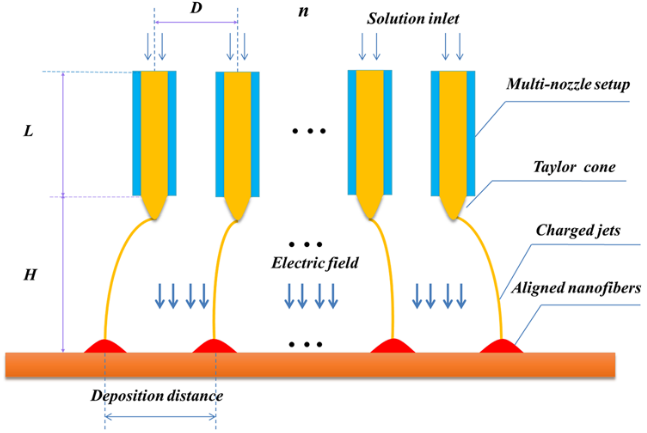 D
n
Solution inlet
Multi-nozzle setup
L
Taylor cone
Charged jets
Electric field
H
Aligned nanofibers
Deposition distance